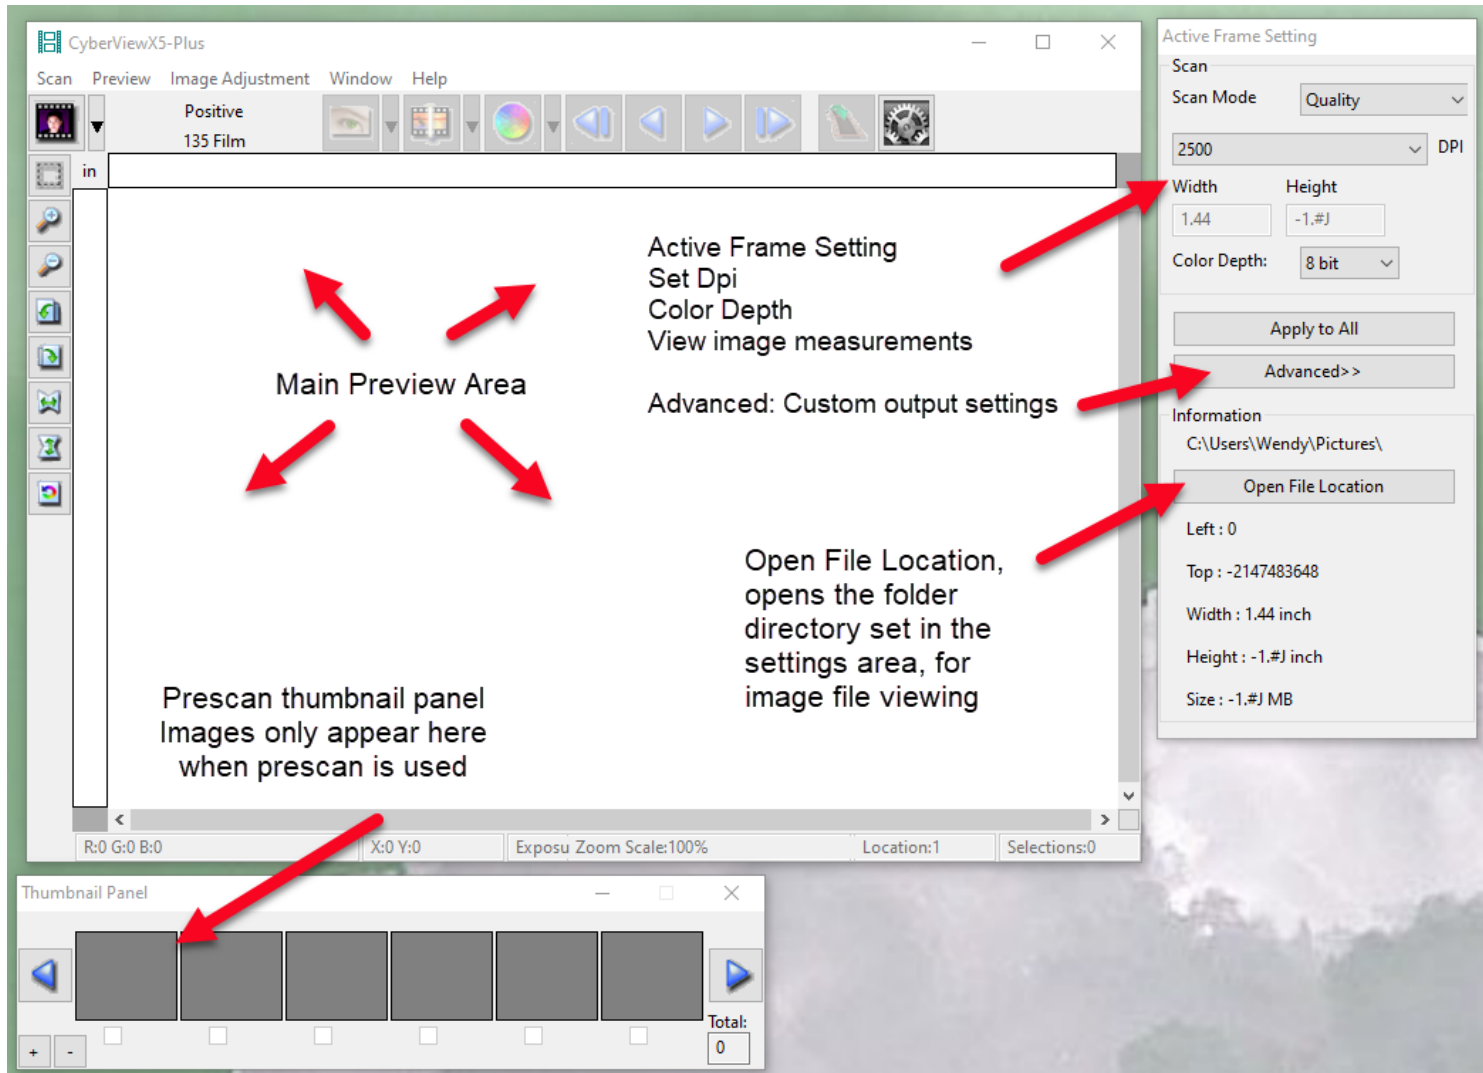 CyberViewX5-Plus
Scan Preview Image Adjustment Window Help
Positive
135 Film
in
Main Preview Area
Active Frame Setting
Set Dpi
Color Depth
View image measurements
Advanced: Custom output settings
Open File Location,
opens the folder
directory set in the
settings area, for
image file viewing
Prescan thumbnail panel
Images only appear here
when prescan is used
R:0 G:0 B:0 X:0 Y:0 Exposu Zoom Scale:100% Location:1 Selections:0
Active Frame Setting
Scan
Scan Mode Quality
2500 DPI
Width Height
1.44 -1.#J
Color Depth: 8 bit
Apply to All
Advanced>>
Information
C:\Users\Wendy\Pictures\
Open File Location
Left : 0
Top : -2147483648
Width : 1.44 inch
Height : -1.#J inch
Size : -1.#J MB
Thumbnail Panel
Total:
+ - 0